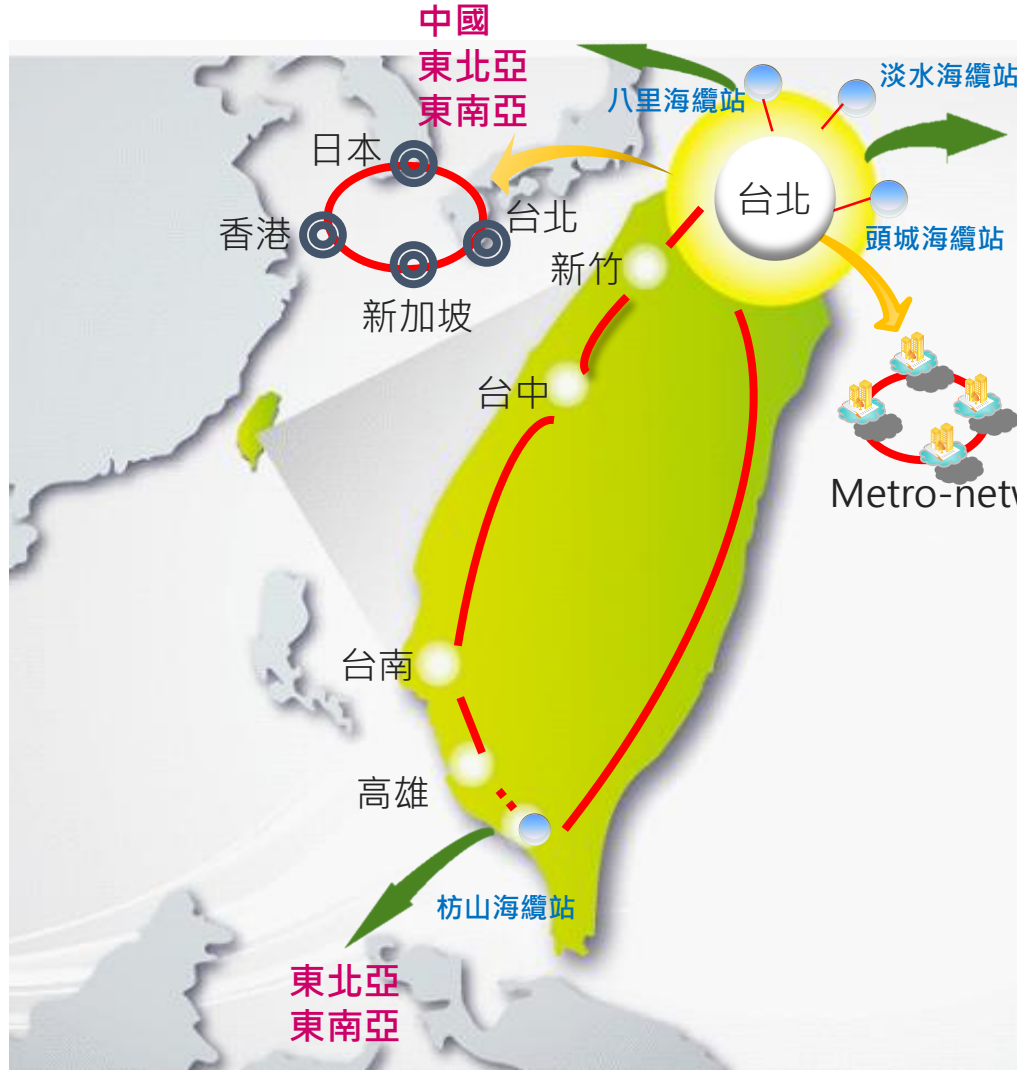 中國
東北亞
東南亞
八里海纜站
淡水海纜站
日本
香港
台北
新加坡
台北
頭城海纜站
新竹
台中
Metro-netw
台南
高雄
枋山海纜站
東北亞
東南亞